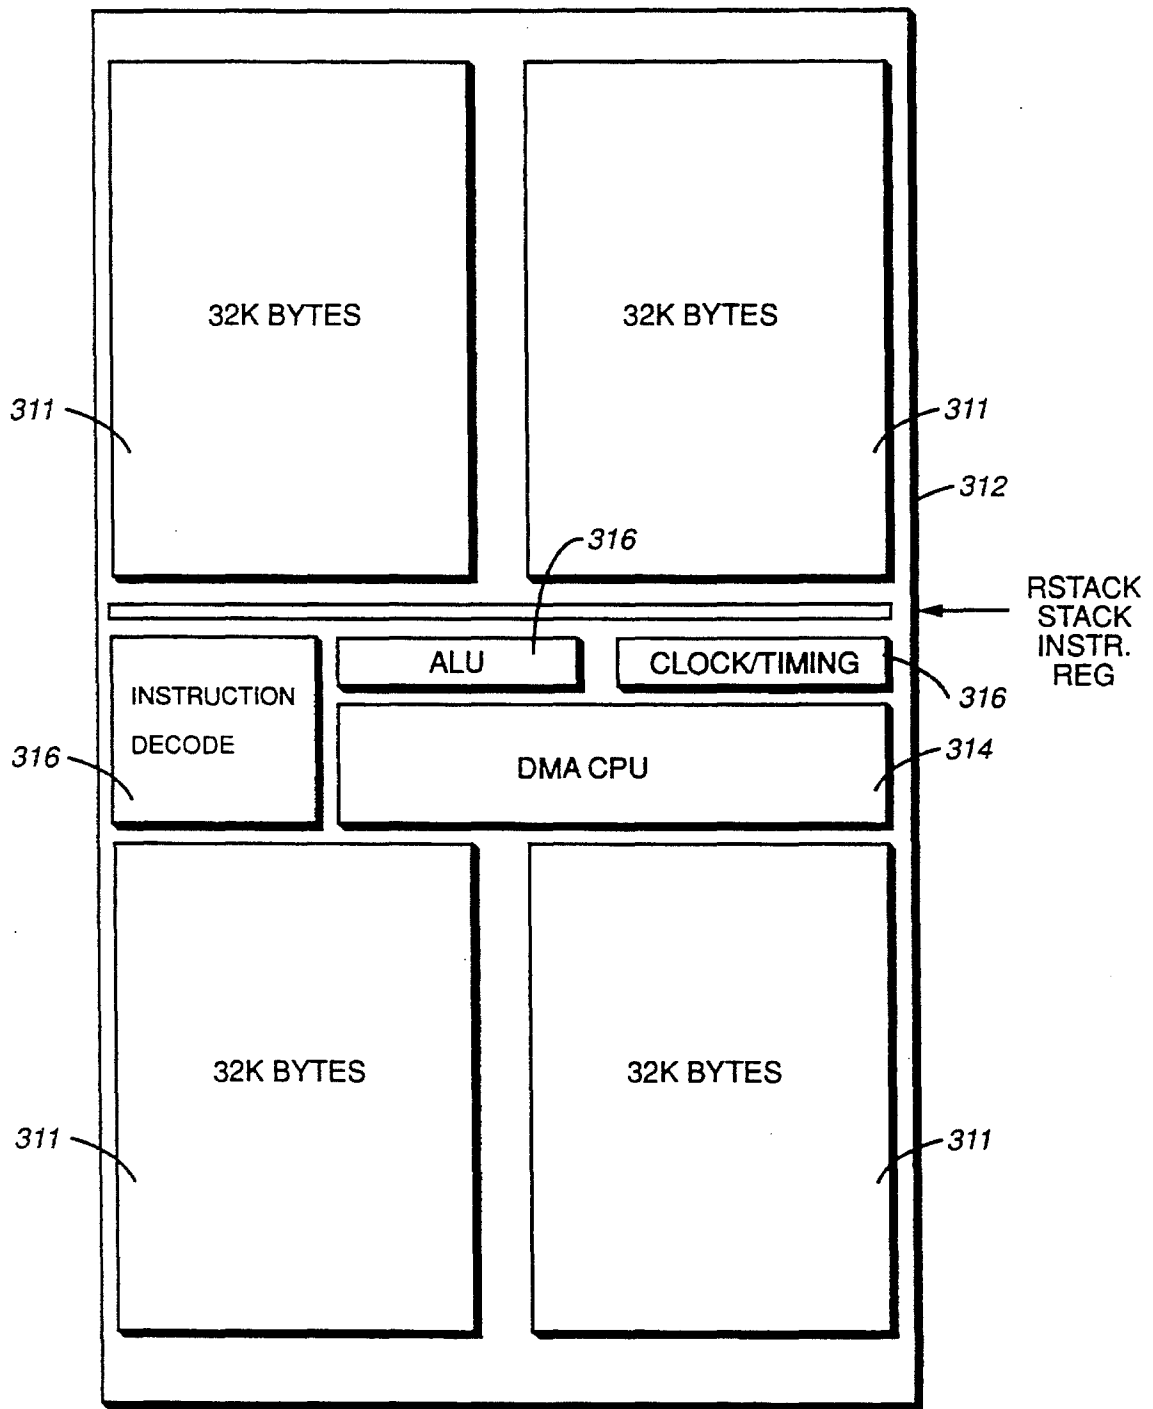 32K BYTES
32K BYTES
311
311
312
316
RSTACK
STACK
INSTR.
REG
ALU
CLOCK/TIMING
316
INSTRUCTION
DECODE
316
DMA CPU
314
32K BYTES
32K BYTES
311
311